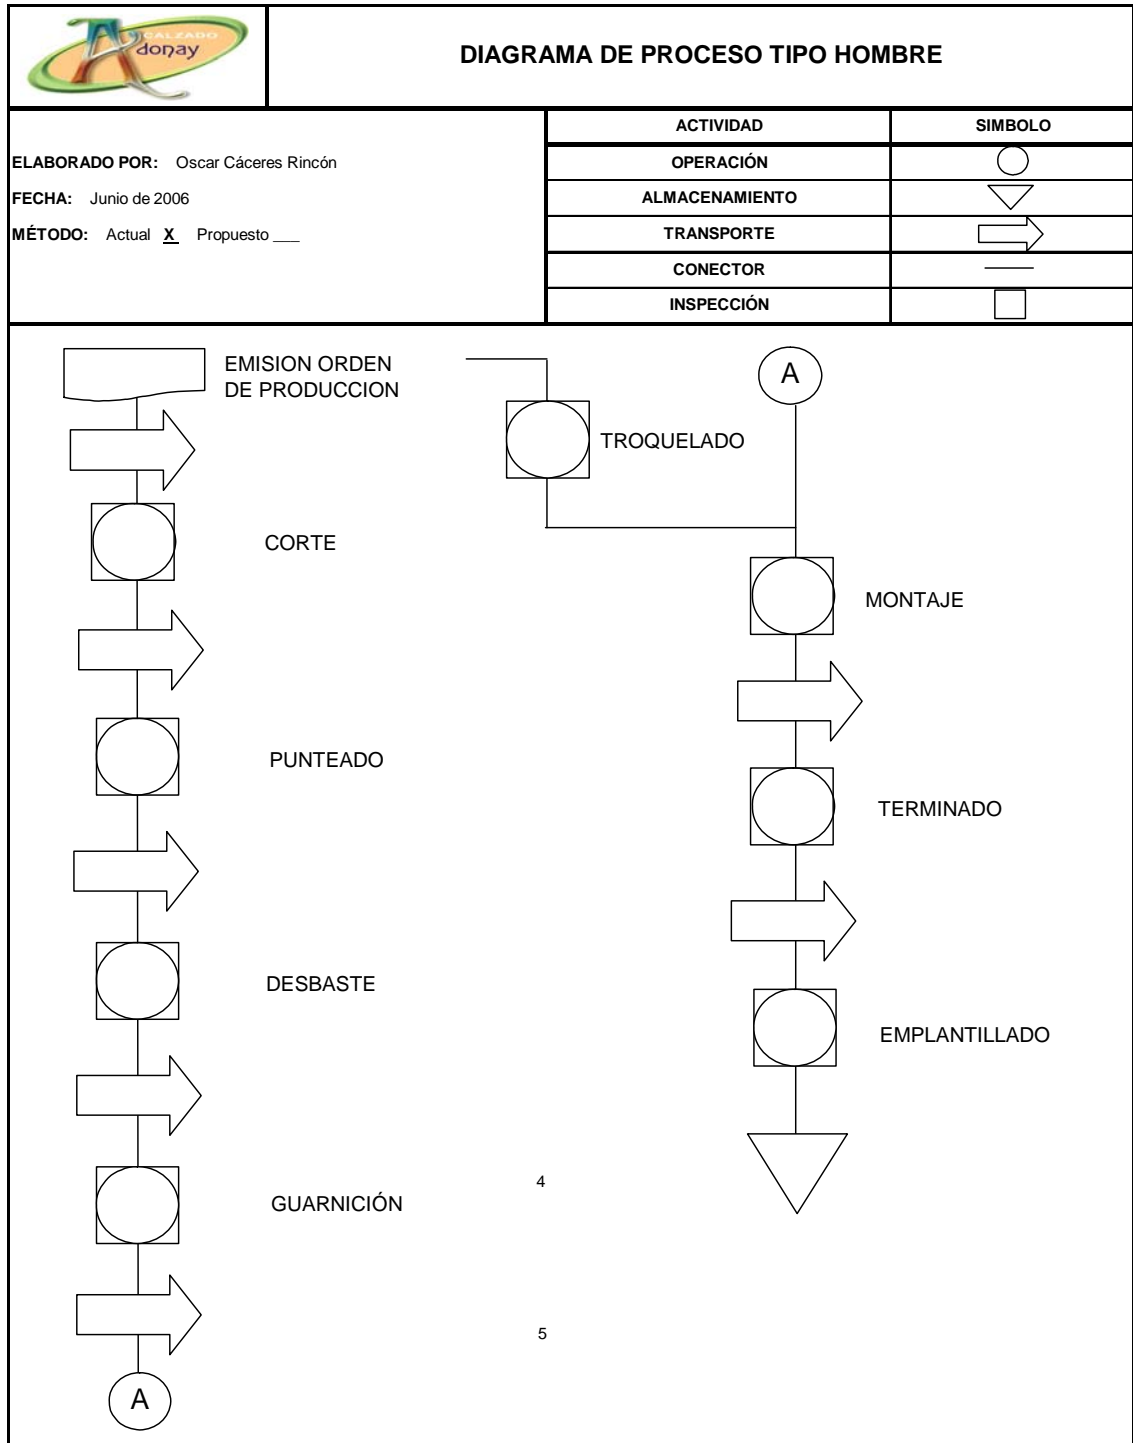 CALZADO
Adonay
DIAGRAMA DE PROCESO TIPO HOMBRE
ELABORADO POR: Oscar Cáceres Rincón
FECHA: Junio de 2006
MÉTODO: Actual X Propuesto ___
ACTIVIDAD SIMBOLO
OPERACIÓN
ALMACENAMIENTO
TRANSPORTE
CONECTOR
INSPECCIÓN
EMISION ORDEN
DE PRODUCCION
CORTE
PUNTEADO
DESBASTE
GUARNICIÓN
A
TROQUELADO
4
5
A
MONTAJE
TERMINADO
EMPLANTILLADO